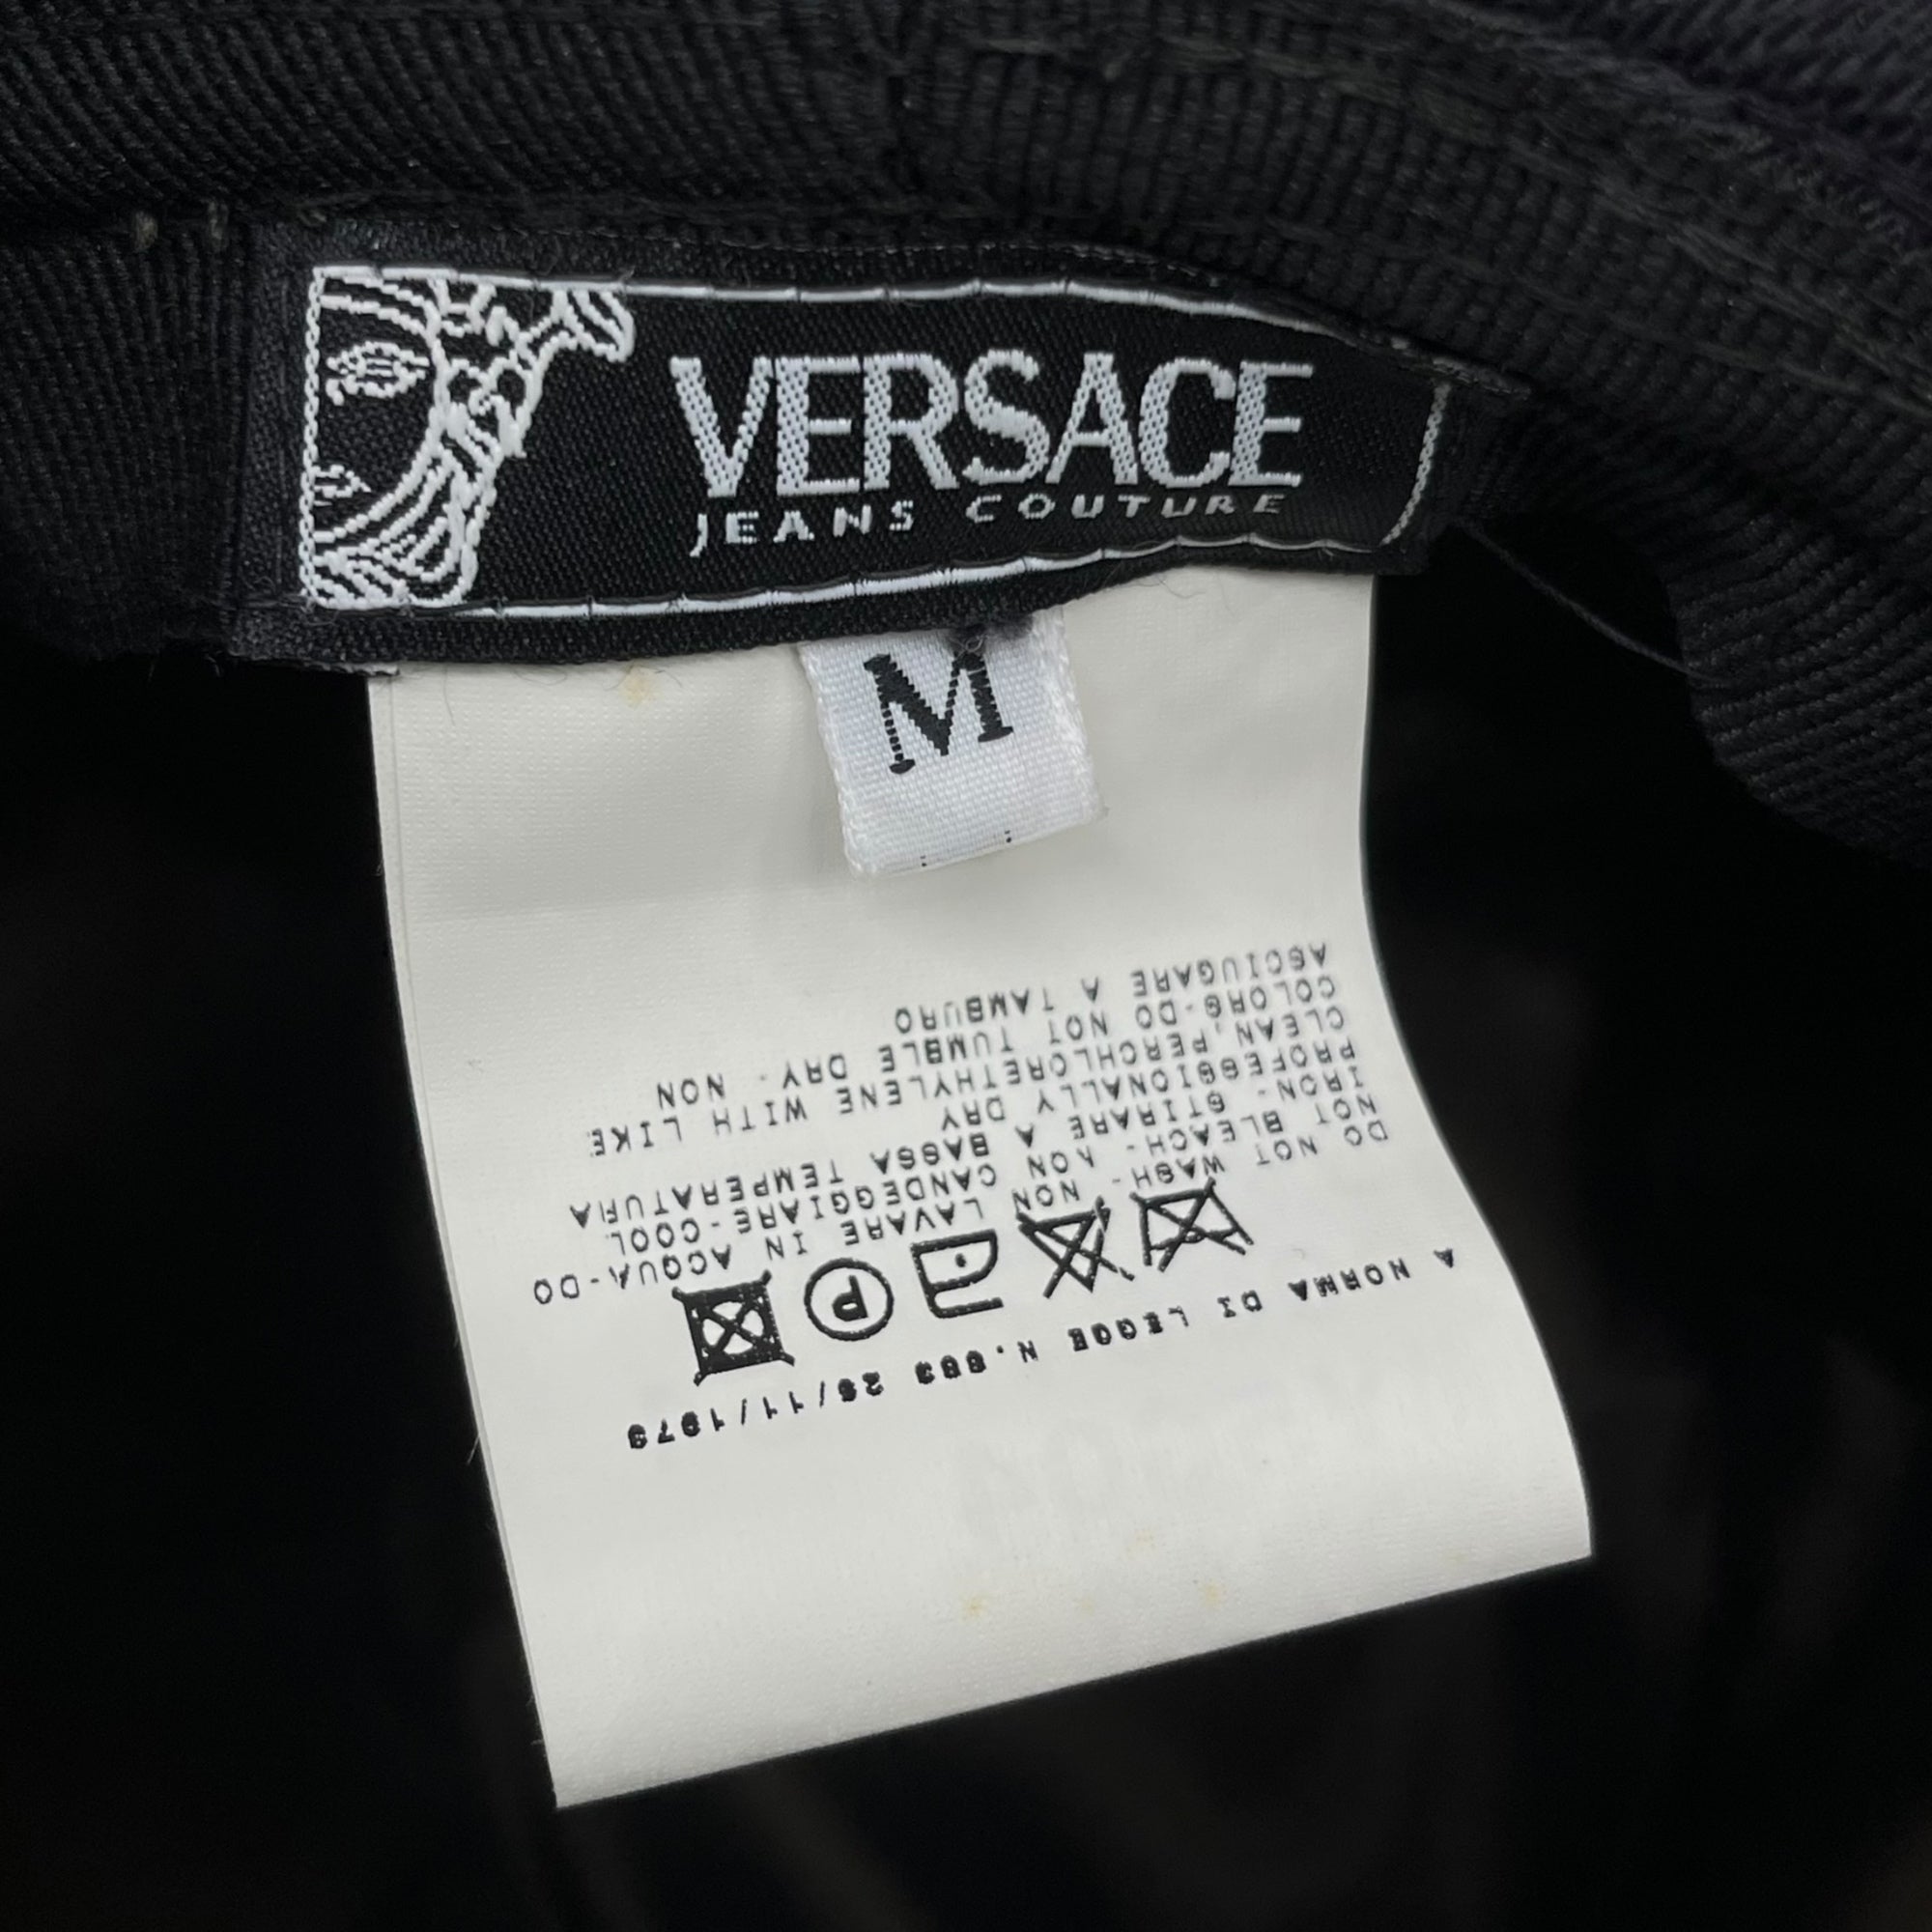 VERSACE
JEANS COUTURE
M
A NORMA DI LEGGE N.883 26/11/1973
P
DO NOT WASH- NON LAVARE IN ACQUA-DO
NOT BLEACH- NON CANDEGGIARE-COOL
IRON- STIRARE A BASSA TEMPERATURA
PROFESSIONALLY DRY
CLEAN,PERCHLORETHYLENE WITH LIKE
COLORS-DO NOT TUMBLE DRY- NON
ASCIUGARE A TAMBURO